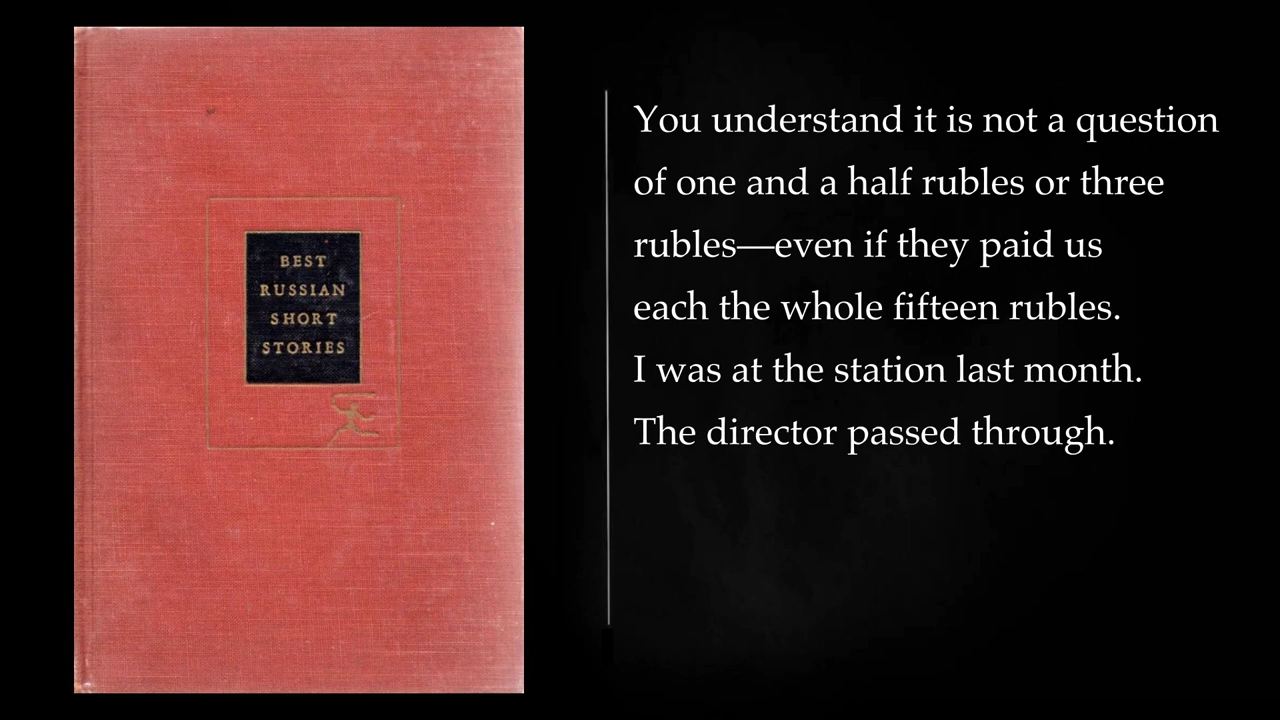 BEST
RUSSIAN
SHORT
STORIES
You understand it is not a question
of one and a half rubles or three
rubles—even if they paid us
each the whole fifteen rubles.
I was at the station last month.
The director passed through.